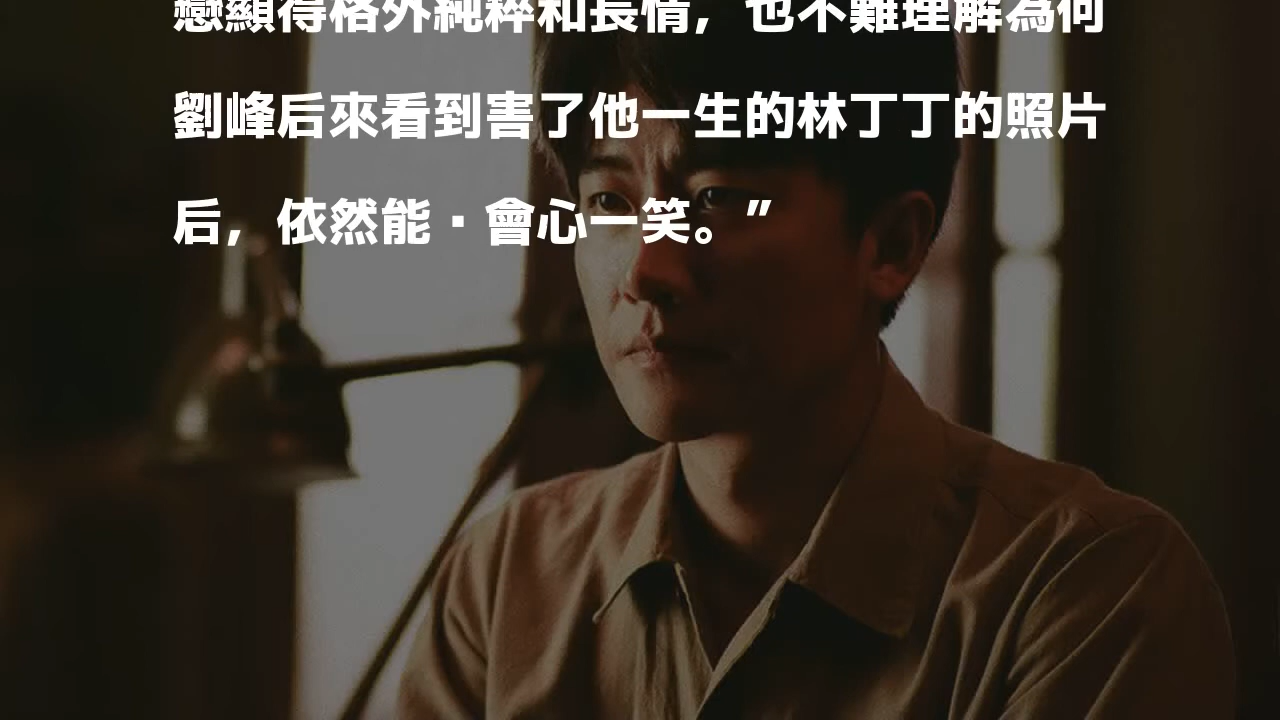 戀顯得格外純粹和長情，也不難理解為何
劉峰后來看到害了他一生的林丁丁的照片
后，依然能·會心一笑。”